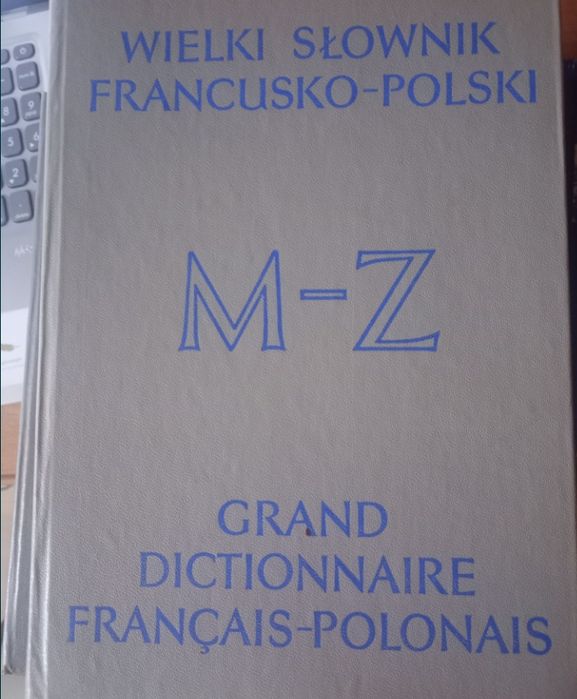 WIELKI SŁOWNIK
FRANCUSKO-POLSKI
M-Z
GRAND
DICTIONNAIRE
FRANÇAIS-POLONAIS